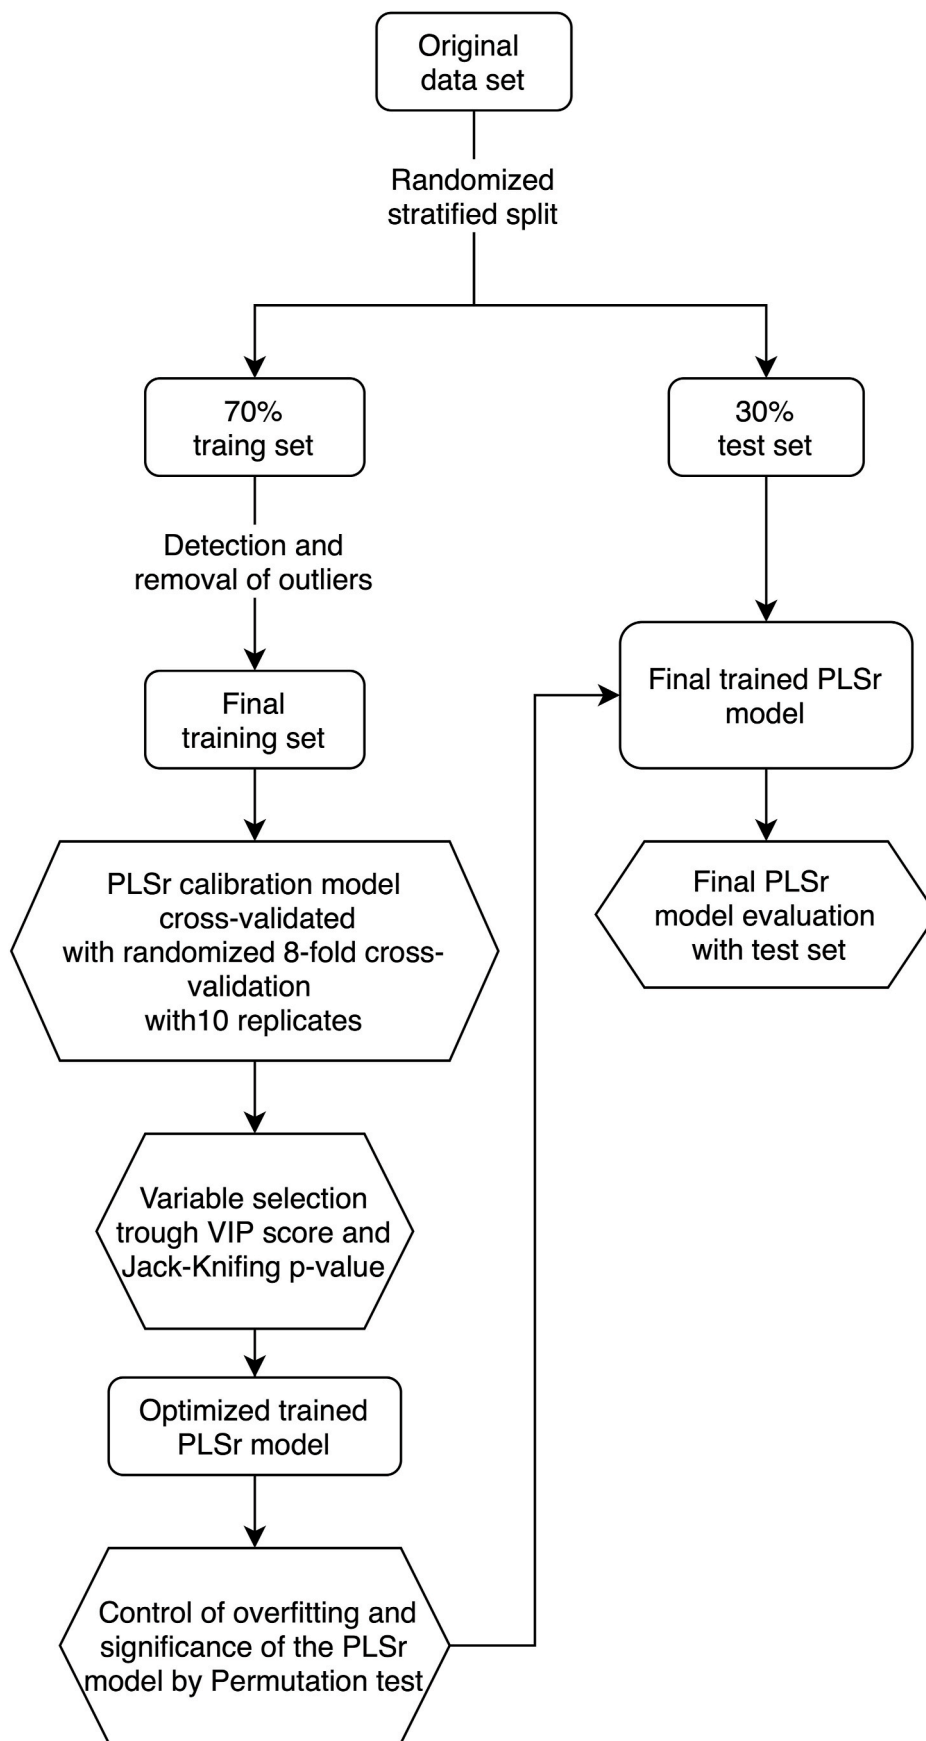 Original
data set
Randomized
stratified split
70%
traing set
30%
test set
Detection and
removal of outliers
Final
training set
Final trained PLSr
model
PLSr calibration model
cross-validated
with randomized 8-fold cross-
validation
with10 replicates
Final PLSr
model evaluation
with test set
Variable selection
trough VIP score and
Jack-Knifing p-value
Optimized trained
PLSr model
Control of overfitting and
significance of the PLSr
model by Permutation test